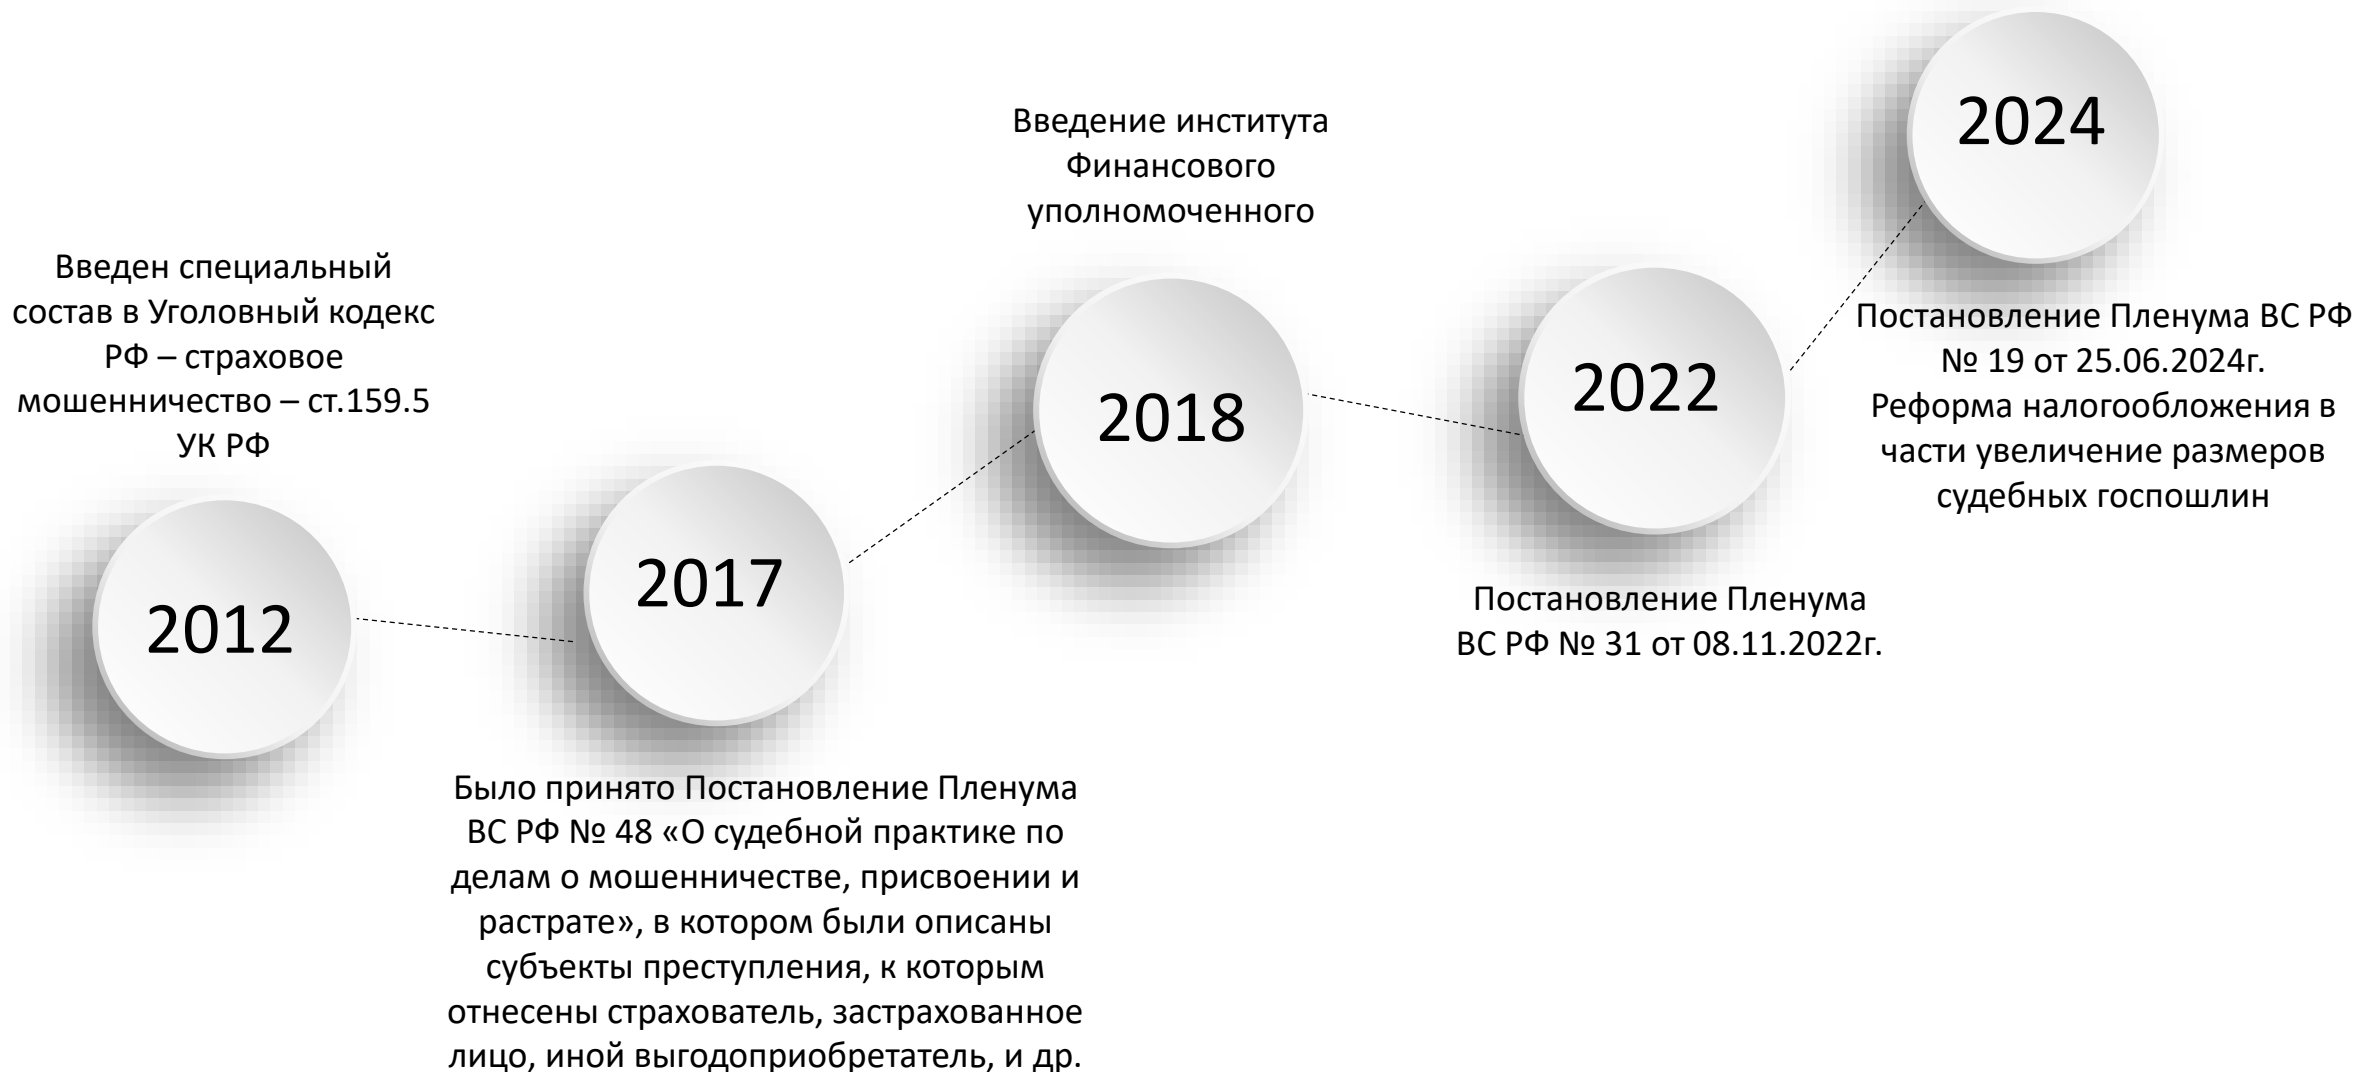 Введен специальный
состав в Уголовный кодекс
РФ – страховое
мошенничество – ст.159.5
УК РФ
2012
2017
Было принято Постановление Пленума
ВС РФ № 48 «О судебной практике по
делам о мошенничестве, присвоении и
растрате», в котором были описаны
субъекты преступления, к которым
отнесены страхователь, застрахованное
лицо, иной выгодоприобретатель, и др.
Введение института
Финансового
уполномоченного
2018
2022
Постановление Пленума
ВС РФ № 31 от 08.11.2022г.
2024
Постановление Пленума ВС РФ
№ 19 от 25.06.2024г.
Реформа налогообложения в
части увеличение размеров
судебных госпошлин